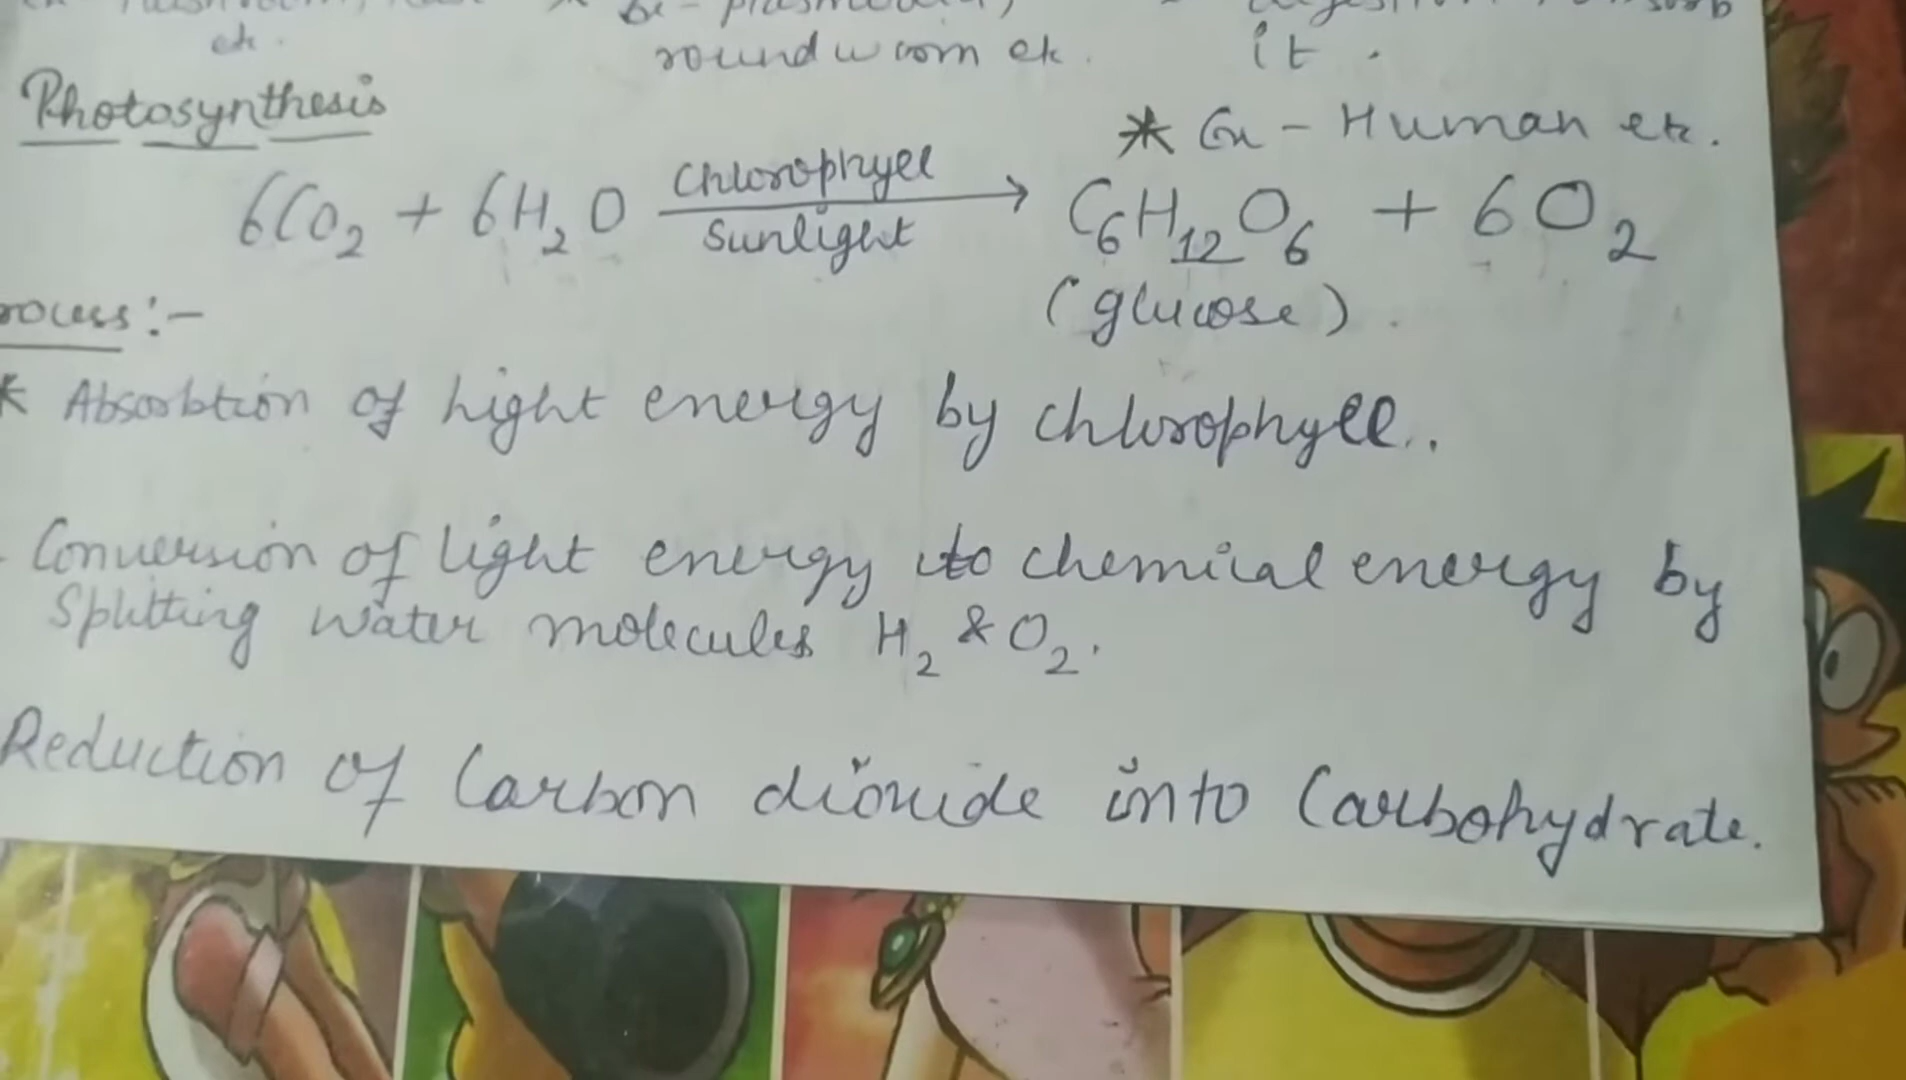 etc.
roundworm etc.
it.
Photosynthesis
* Ex - Human etc.
6CO2 + 6H2O Chlorophyll Sunlight → C6H12O6 + 6O2
(glucose).
rocess:-
* Absorbtion of light energy by chlorophyll..
Conversion of light energy to chemical energy by
Splitting water molecules H2 & O2.
Reduction of Carbon dioxide into Carbohydrate.